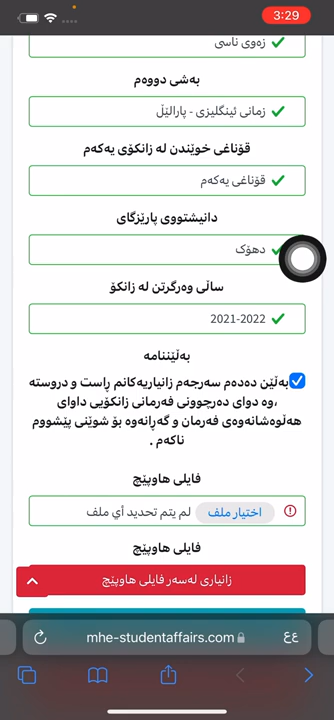 3:29
زەوی ناسی
بەشی دووەم
زمانی ئینگلیزی - پارالێل
قۆناغی خوێندن لە زانکۆی یەکەم
قۆناغی یەکەم
دانیشتووی پارێزگای
دهۆک
ساڵی وەرگرتن لە زانکۆ
2021-2022
بەڵێننامە
بەڵێن دەدەم سەرجەم زانیاریەکانم ڕاست و دروستە
،وە دوای دەرچوونی فەرمانی زانکۆیی داوای
هەڵوەشانەوەی فەرمان و گەڕانەوە بۆ شوێنی پێشووم
ناکەم .
فایلی هاوپێچ
اختيار ملف لم يتم تحديد أي ملف
فایلی هاوپێچ
زانیاری لەسەر فایلی هاوپێچ
mhe-studentaffairs.com
عع